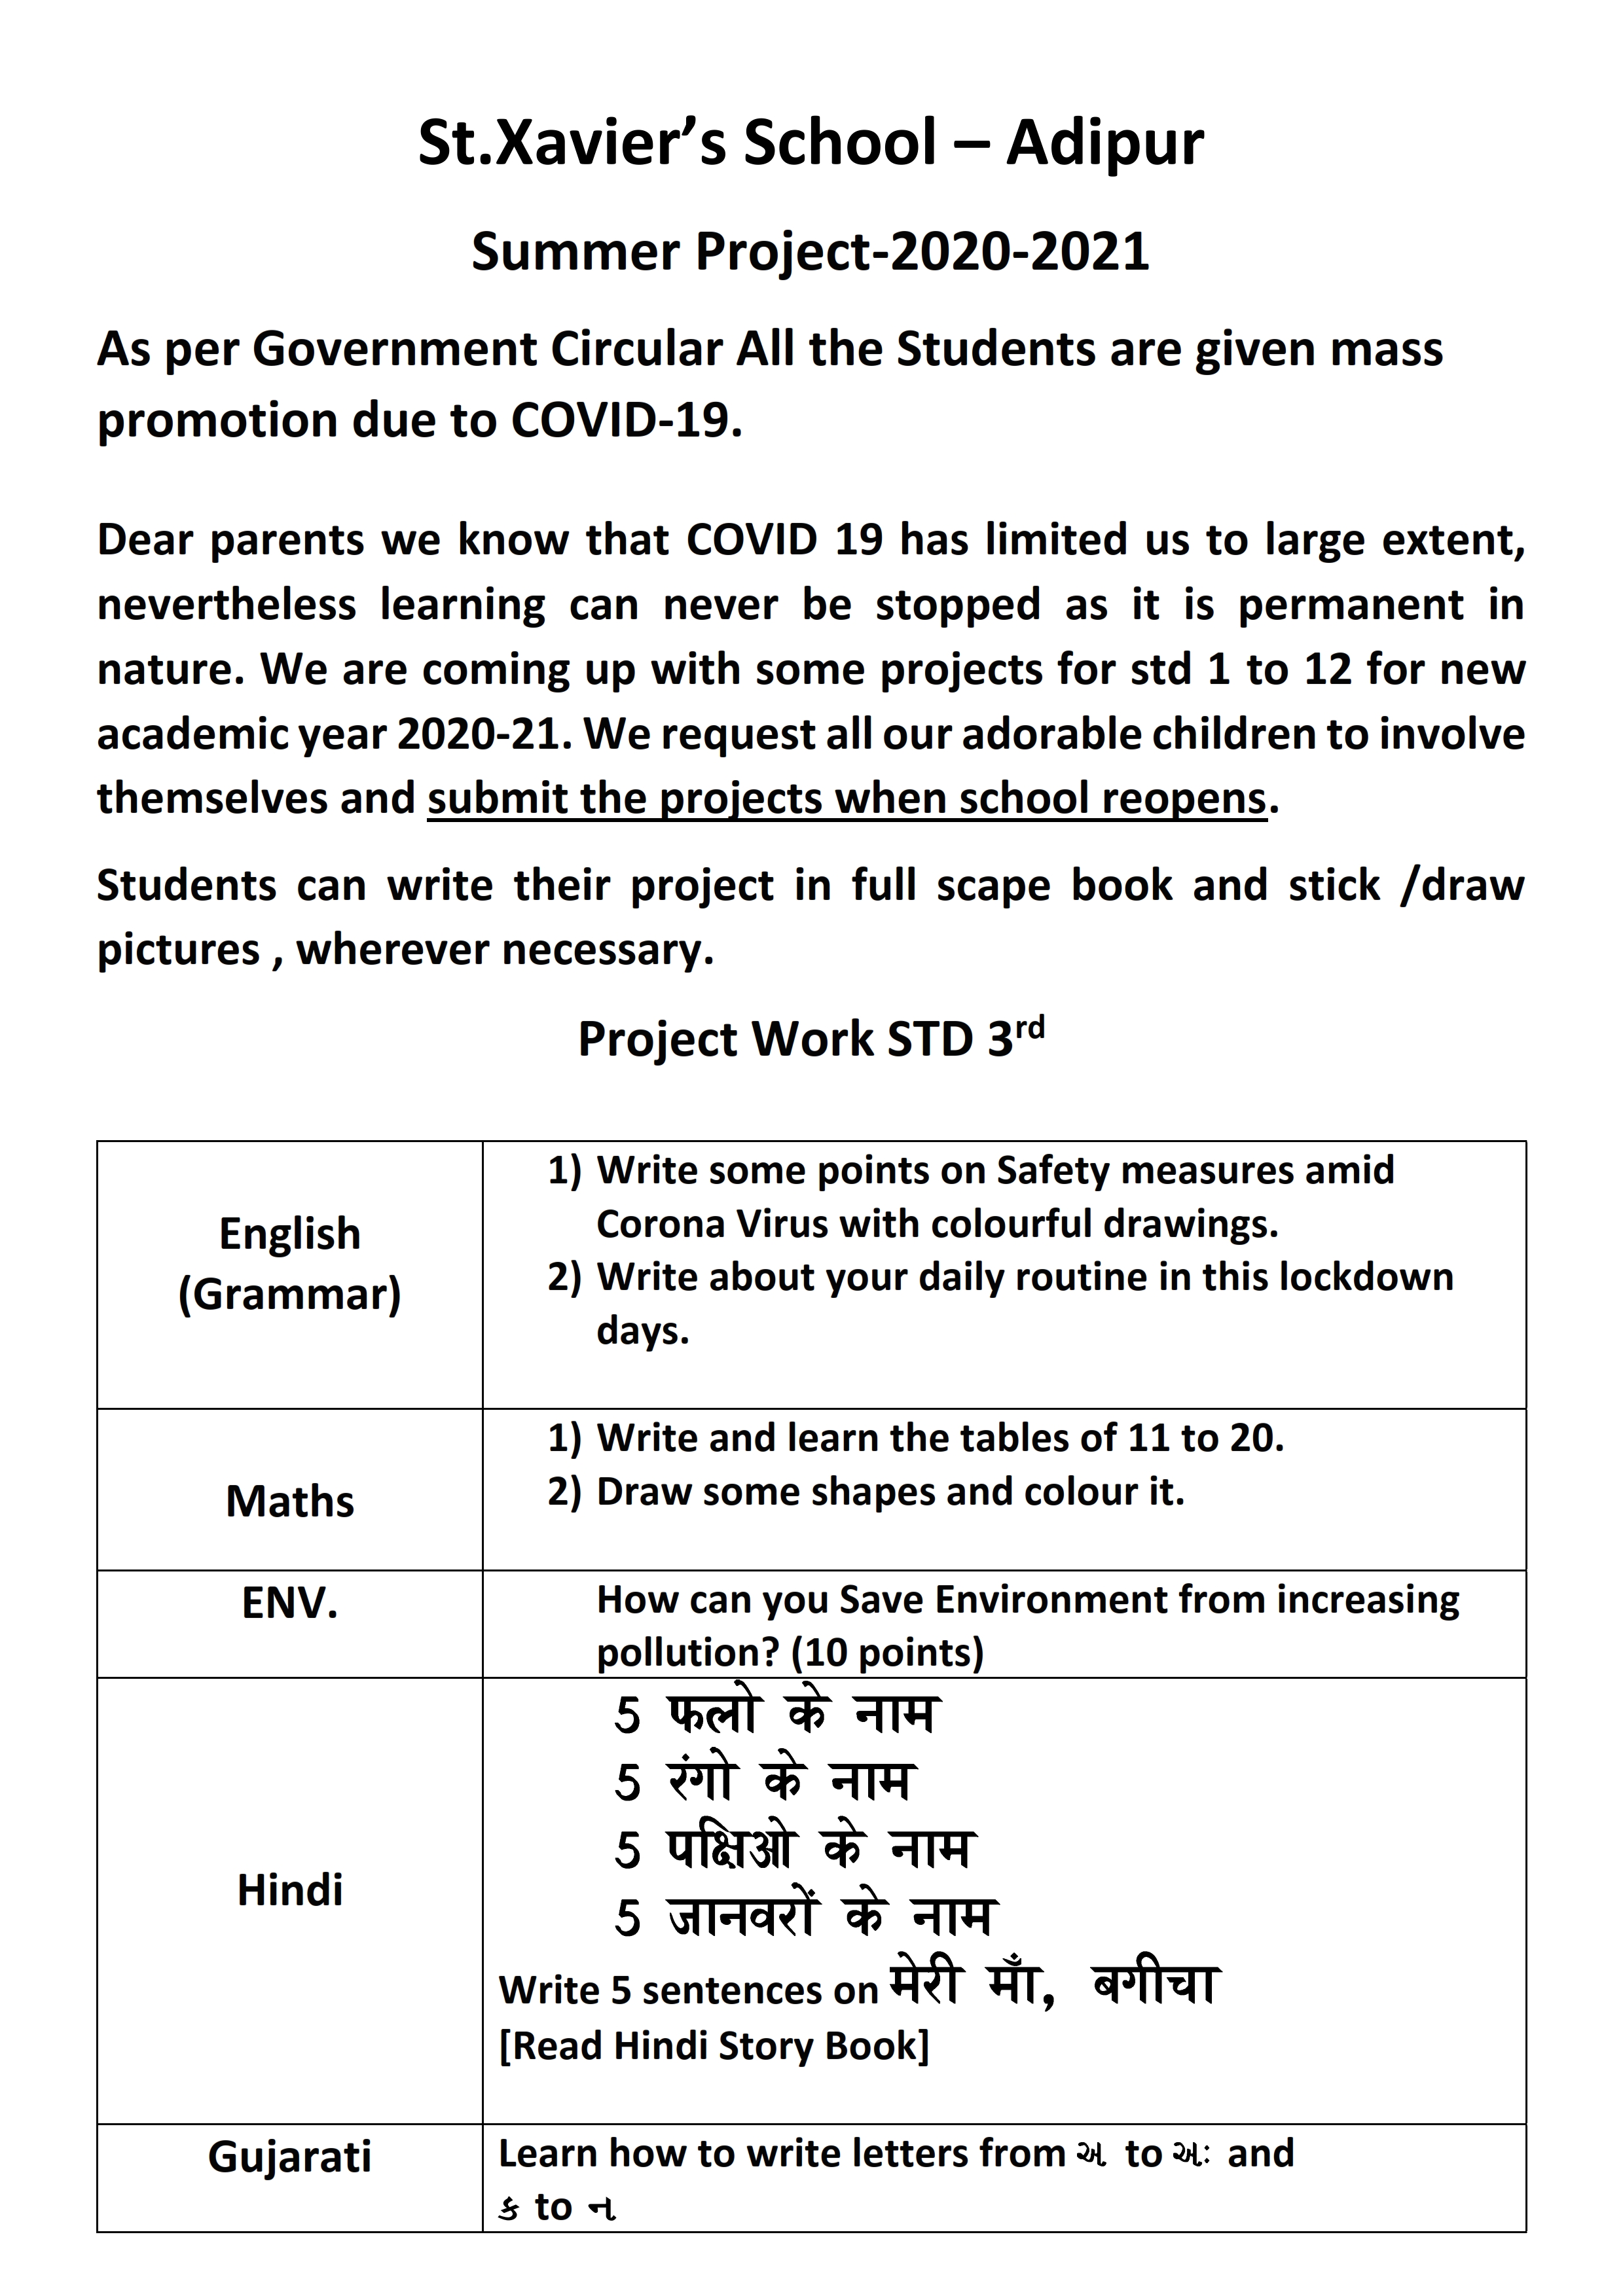 St.Xavier’s School – Adipur
Summer Project-2020-2021
As per Government Circular All the Students are given mass
promotion due to COVID-19.
Dear parents we know that COVID 19 has limited us to large extent,
nevertheless learning can never be stopped as it is permanent in
nature. We are coming up with some projects for std 1 to 12 for new
academic year 2020-21. We request all our adorable children to involve
themselves and submit the projects when school reopens.
Students can write their project in full scape book and stick /draw
pictures , wherever necessary.
Project Work STD 3rd
English
(Grammar)
1) Write some points on Safety measures amid
Corona Virus with colourful drawings.
2) Write about your daily routine in this lockdown
days.
Maths
1) Write and learn the tables of 11 to 20.
2) Draw some shapes and colour it.
ENV.
How can you Save Environment from increasing
pollution? (10 points)
Hindi
5 फलो के नाम
5 रंगो के नाम
5 पक्षिओ के नाम
5 जानवरों के नाम
Write 5 sentences on मेरी माँ, बगीचा
[Read Hindi Story Book]
Gujarati
Learn how to write letters from અ to અઃ and
ક to ન